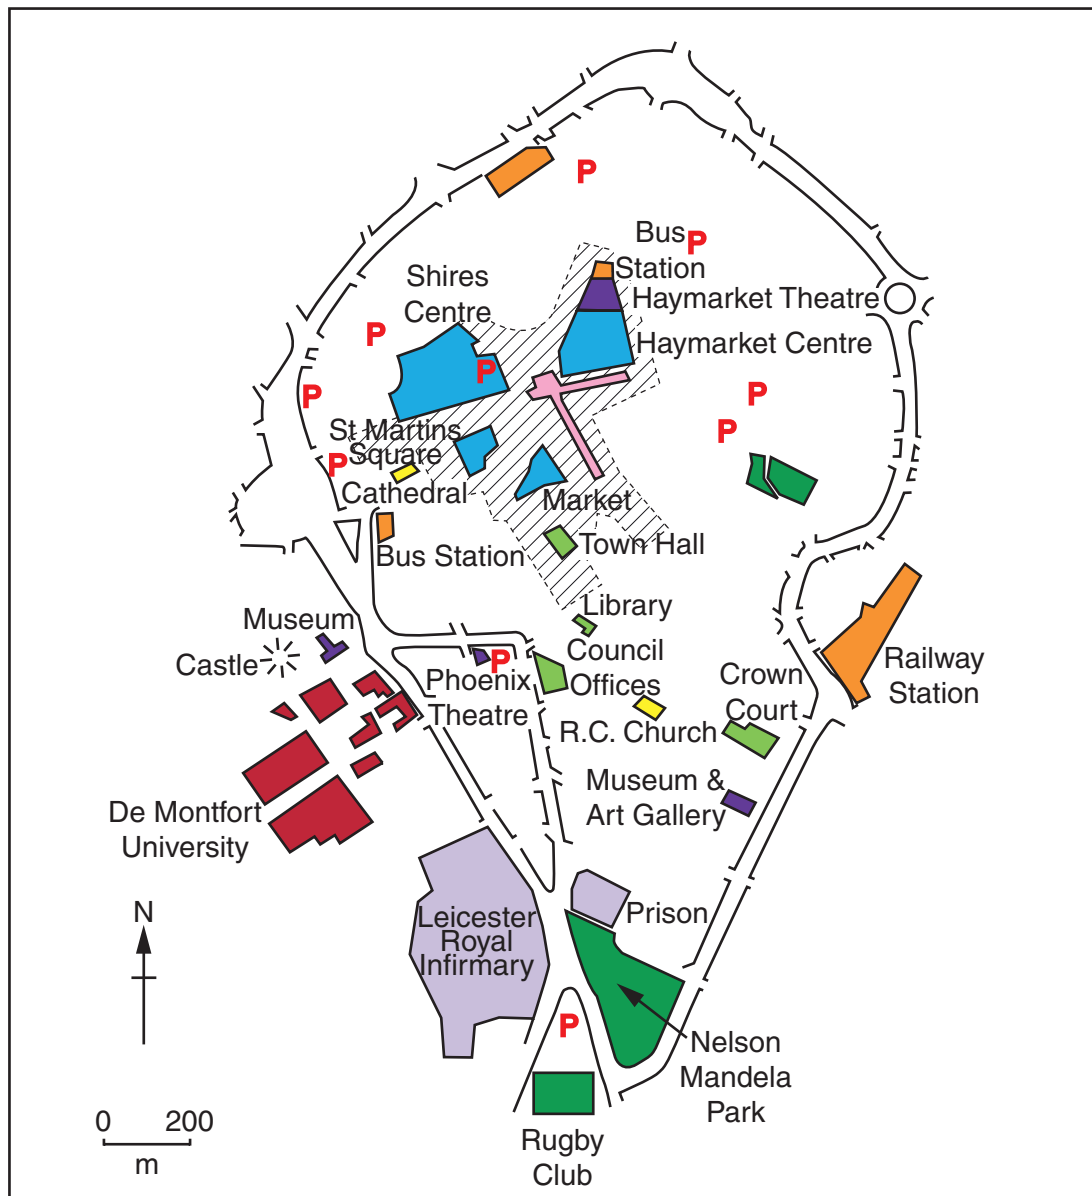 P
Bus
P
Station
Shires
Centre
Haymarket Theatre
P
Haymarket Centre
P
P
P
P
St Martins
Square
P
Cathedral
Market
Bus Station
Town Hall
Library
Museum
Castle
Council
Offices
P
Phoenix
Theatre
Crown
Court
Railway
Station
R.C. Church
Museum &
Art Gallery
De Montfort
University
Leicester
Royal
Infirmary
Prison
N
P
Nelson
Mandela
Park
0 200
m
Rugby
Club